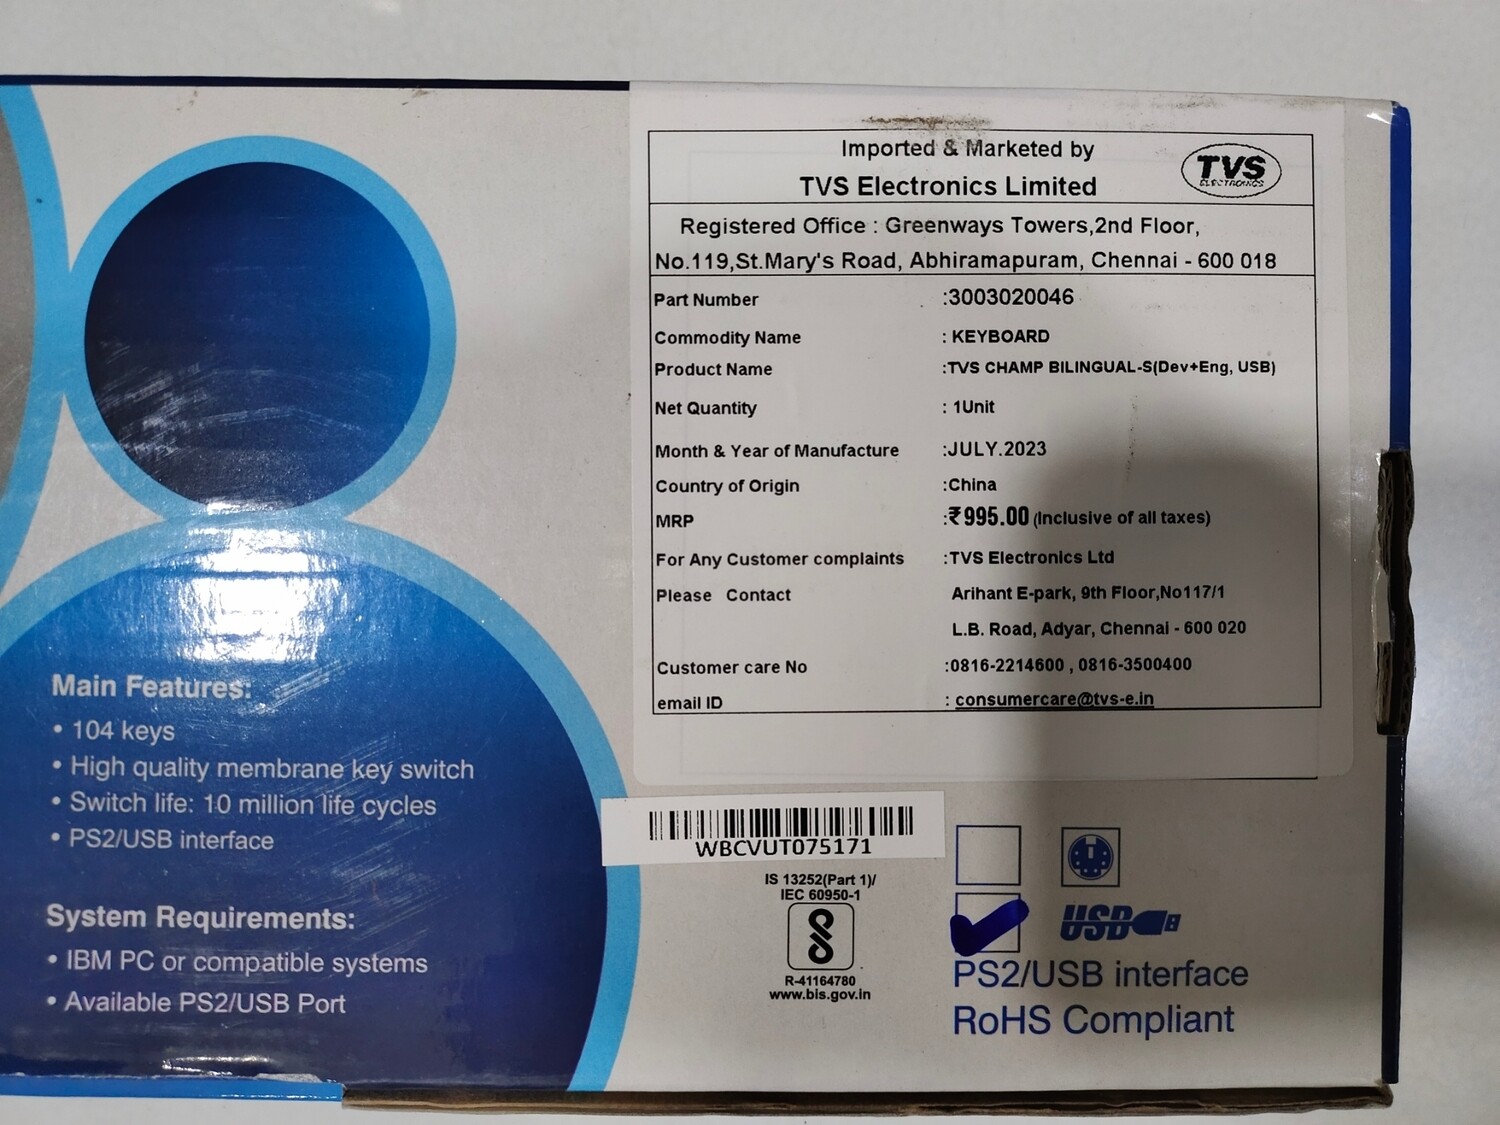 Imported & Marketed by
TVS Electronics Limited
TVS
ELECTRONICS
Registered Office : Greenways Towers,2nd Floor,
No.119,St.Mary's Road, Abhiramapuram, Chennai - 600 018
Part Number :3003020046
Commodity Name : KEYBOARD
Product Name :TVS CHAMP BILINGUAL-S(Dev+Eng, USB)
Net Quantity : 1Unit
Month & Year of Manufacture :JULY.2023
Country of Origin :China
MRP :₹995.00 (Inclusive of all taxes)
For Any Customer complaints :TVS Electronics Ltd
Please Contact Arihant E-park, 9th Floor,No117/1
L.B. Road, Adyar, Chennai - 600 020
Customer care No :0816-2214600 , 0816-3500400
email ID : consumercare@tvs-e.in
Main Features:
• 104 keys
• High quality membrane key switch
• Switch life: 10 million life cycles
• PS2/USB interface
System Requirements:
• IBM PC or compatible systems
• Available PS2/USB Port
WBCVUT075171
IS 13252(Part 1)/
IEC 60950-1
R-41164780
www.bis.gov.in
USB
PS2/USB interface
RoHS Compliant